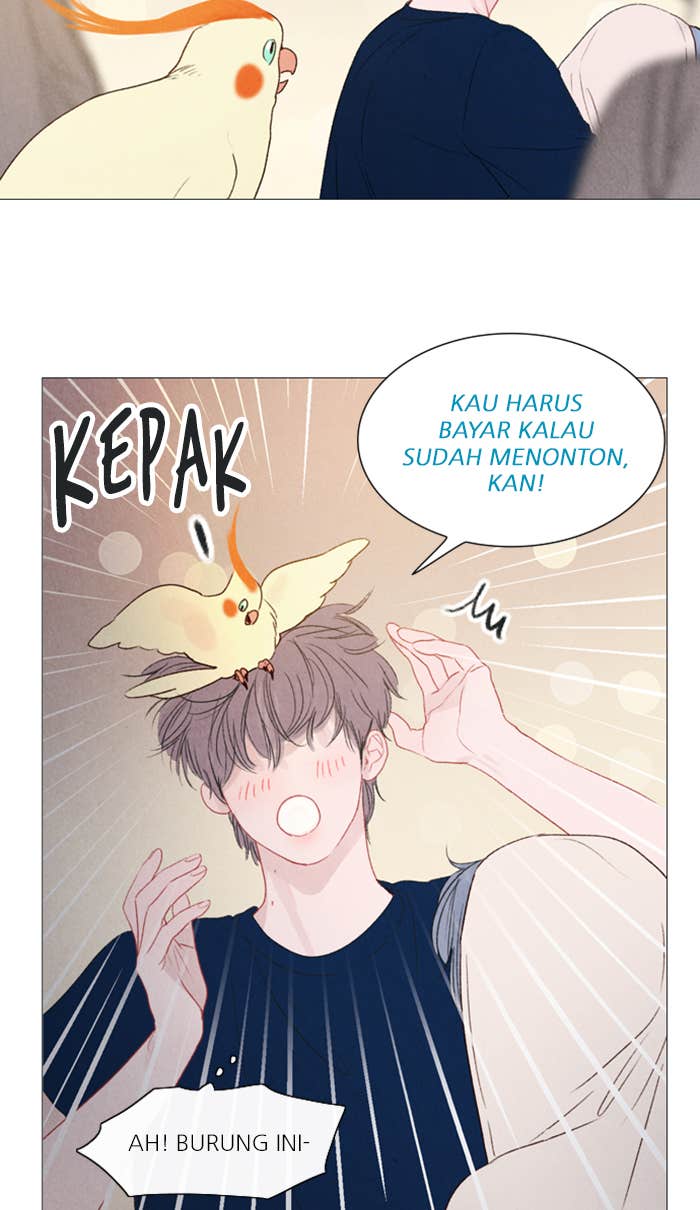 KEPAK
KAU HARUS
BAYAR KALAU
SUDAH MENONTON,
KAN!
AH! BURUNG INI-